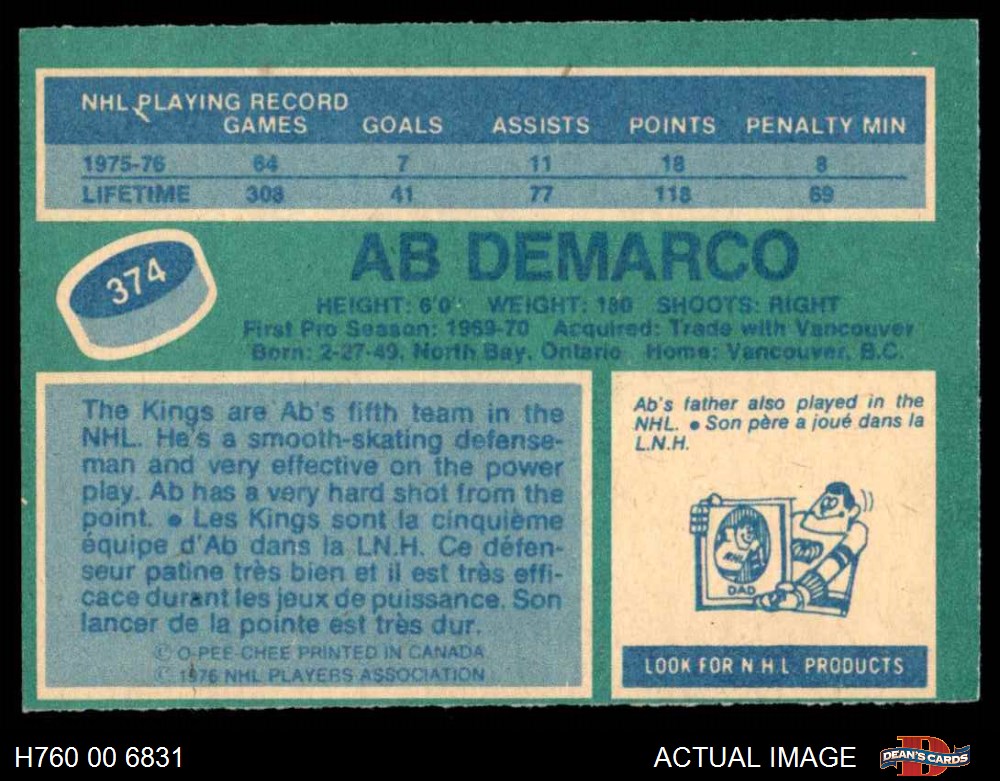 NHL PLAYING RECORD
GAMES GOALS ASSISTS POINTS PENALTY MIN
1975-76 64 7 11 18 8
LIFETIME 308 41 77 118 69
374
AB DEMARCO
HEIGHT: 6'0" WEIGHT: 180 SHOOTS: RIGHT
First Pro Season: 1969-70 Acquired: Trade with Vancouver
Born: 2-27-49, North Bay, Ontario Home: Vancouver, B.C.
The Kings are Ab's fifth team in the
NHL. He's a smooth-skating defense-
man and very effective on the power
play. Ab has a very hard shot from the
point. ● Les Kings sont la cinquième
équipe d'Ab dans la LN.H. Ce défen-
seur patine très bien et il est très effi-
cace durant les jeux de puissance. Son
lancer de la pointe est très dur.
© O-PEE-CHEE PRINTED IN CANADA
© 1976 NHL PLAYERS ASSOCIATION
Ab's father also played in the
NHL. ● Son père a joué dans la
L.N.H.
NHL
DAD
LOOK FOR N H L PRODUCTS
H760 00 6831
ACTUAL IMAGE
DEAN'S CARDS